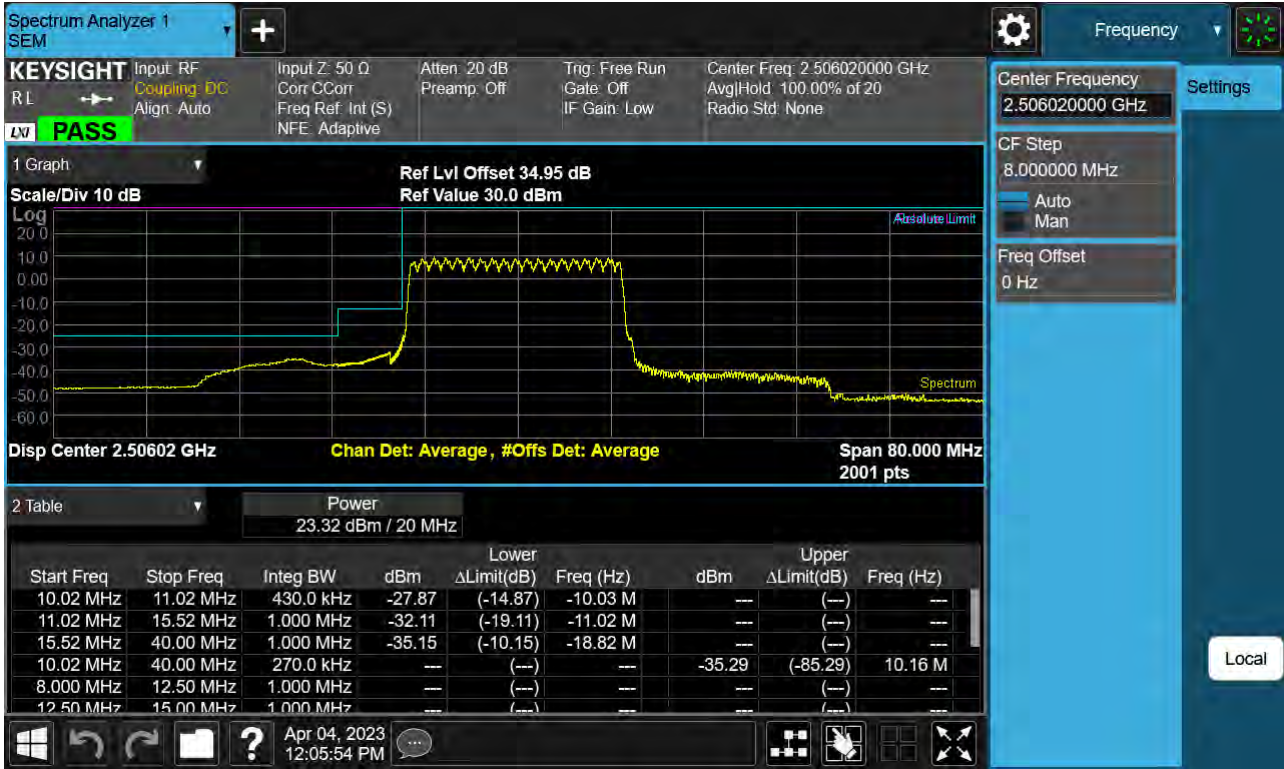 Spectrum Analyzer 1
SEM
Frequency
KEYSIGHT
R L
LXI
PASS
Input: RF
Coupling: DC
Align: Auto
Input Z: 50 Ω
Corr CCorr
Freq Ref: Int (S)
NFE: Adaptive
Atten: 20 dB
Preamp: Off
Trig: Free Run
Gate: Off
IF Gain: Low
Center Freq: 2.506020000 GHz
Avg|Hold: 100.00% of 20
Radio Std: None
Center Frequency
2.506020000 GHz
Settings
CF Step
8.000000 MHz
Auto
Man
Freq Offset
0 Hz
1 Graph
Scale/Div 10 dB
Ref Lvl Offset 34.95 dB
Ref Value 30.0 dBm
Log
Absolute Limit
20.0
10.0
0.00
-10.0
-20.0
-30.0
-40.0
-50.0
-60.0
Spectrum
Disp Center 2.50602 GHz
Chan Det: Average, #Offs Det: Average
Span 80.000 MHz
2001 pts
2 Table
Power
23.32 dBm / 20 MHz
Lower Upper
Start Freq Stop Freq Integ BW dBm ΔLimit(dB) Freq (Hz) dBm ΔLimit(dB) Freq (Hz)
10.02 MHz 11.02 MHz 430.0 kHz -27.87 (-14.87) -10.03 M --- (---) ---
11.02 MHz 15.52 MHz 1.000 MHz -32.11 (-19.11) -11.02 M --- (---) ---
15.52 MHz 40.00 MHz 1.000 MHz -35.15 (-10.15) -18.82 M --- (---) ---
10.02 MHz 40.00 MHz 270.0 kHz --- (---) --- -35.29 (-85.29) 10.16 M
8.000 MHz 12.50 MHz 1.000 MHz --- (---) --- --- (---) ---
12.50 MHz 15.00 MHz 1.000 MHz --- (---) --- --- (---) ---
Local
?
Apr 04, 2023
12:05:54 PM